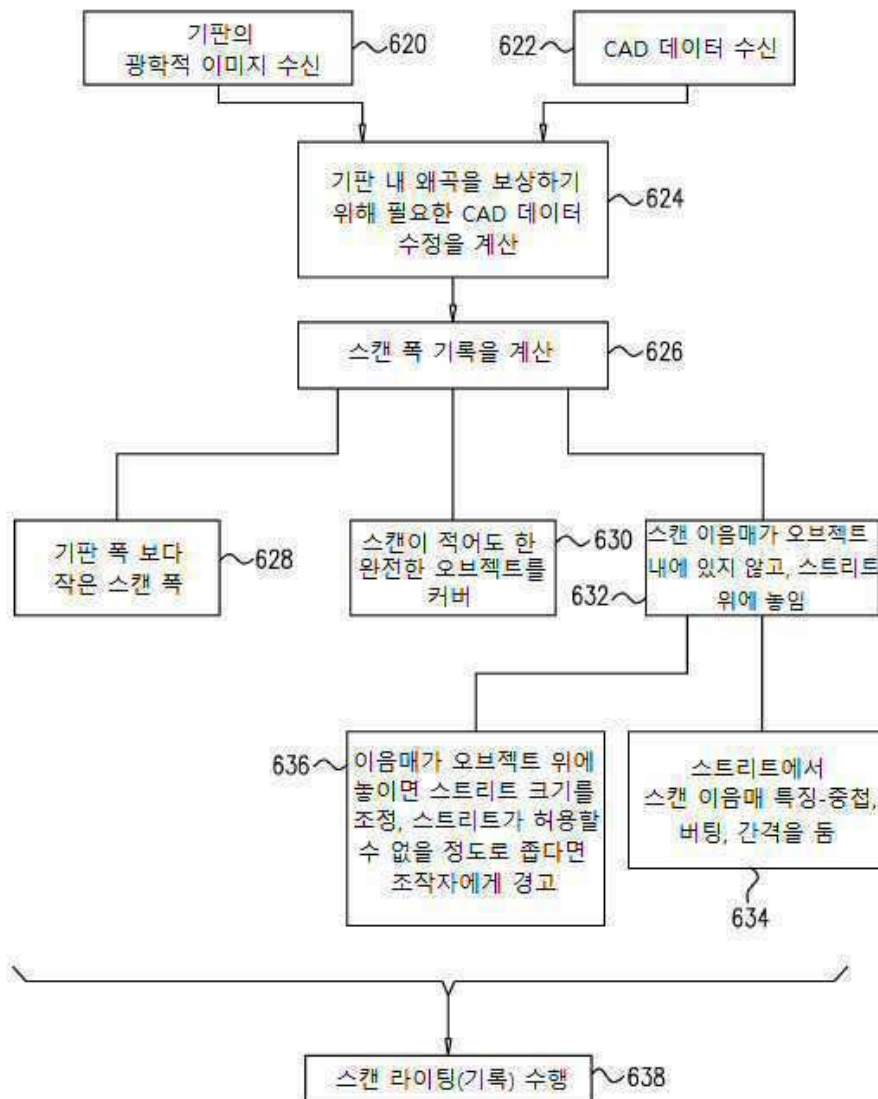 기판의
광학적 이미지 수신
620
622
CAD 데이터 수신
기판 내 왜곡을 보상하기
위해 필요한 CAD 데이터
수정을 계산
624
스캔 폭 기록을 계산
626
기판 폭 보다
작은 스캔 폭
628
스캔이 적어도 한
완전한 오브젝트를
커버
630
스캔 이음매가 오브젝트
내에 있지 않고, 스트리트
위에 놓임
632
636
이음매가 오브젝트 위에
놓이면 스트리트 크기를
조정, 스트리트가 허용할
수 없을 정도로 좁다면
조작자에게 경고
스트리트에서
스캔 이음매 특징-중첩,
버팅, 간격을 둠
634
스캔 라이팅(기록) 수행
638